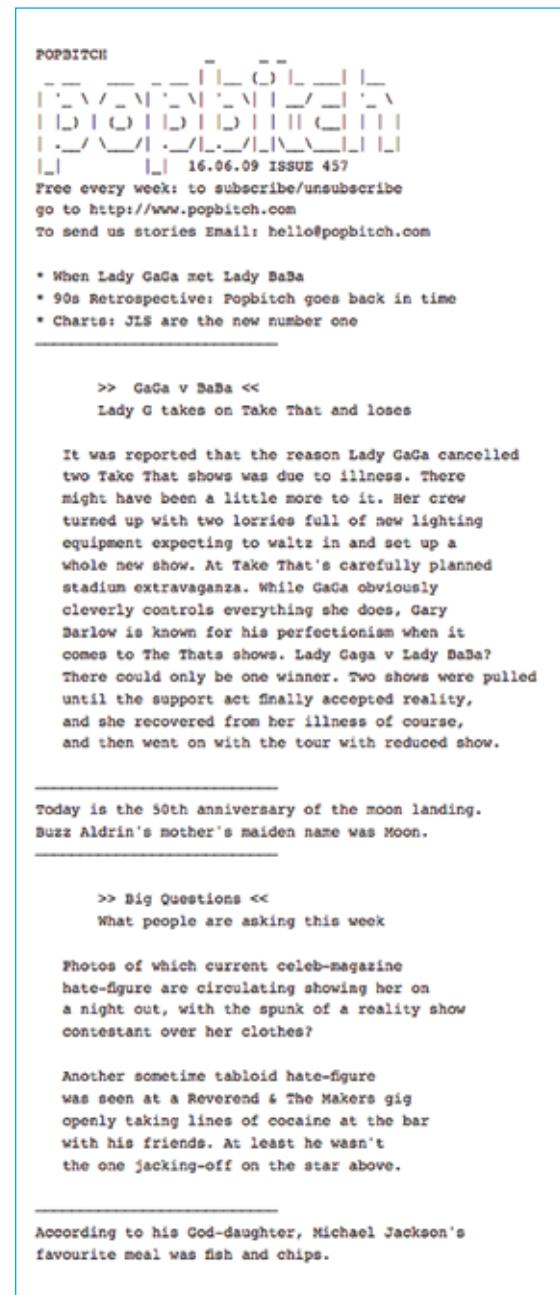 POPBITCH
popbitch
16.06.09 ISSUE 457
Free every week: to subscribe/unsubscribe
go to http://www.popbitch.com
To send us stories Email: hello@popbitch.com
* When Lady GaGa met Lady BaBa
* 90s Retrospective: Popbitch goes back in time
* Charts: JLS are the new number one
>> GaGa v BaBa <<
Lady G takes on Take That and loses
It was reported that the reason Lady GaGa cancelled
two Take That shows was due to illness. There
might have been a little more to it. Her crew
turned up with two lorries full of new lighting
equipment expecting to waltz in and set up a
whole new show. At Take That's carefully planned
stadium extravaganza. While GaGa obviously
cleverly controls everything she does, Gary
Barlow is known for his perfectionism when it
comes to The Thats shows. Lady Gaga v Lady BaBa?
There could only be one winner. Two shows were pulled
until the support act finally accepted reality,
and she recovered from her illness of course,
and then went on with the tour with reduced show.
Today is the 50th anniversary of the moon landing.
Buzz Aldrin's mother's maiden name was Moon.
>> Big Questions <<
What people are asking this week
Photos of which current celeb-magazine
hate-figure are circulating showing her on
a night out, with the spunk of a reality show
contestant over her clothes?
Another sometime tabloid hate-figure
was seen at a Reverend & The Makers gig
openly taking lines of cocaine at the bar
with his friends. At least he wasn't
the one jacking-off on the star above.
According to his God-daughter, Michael Jackson's
favourite meal was fish and chips.